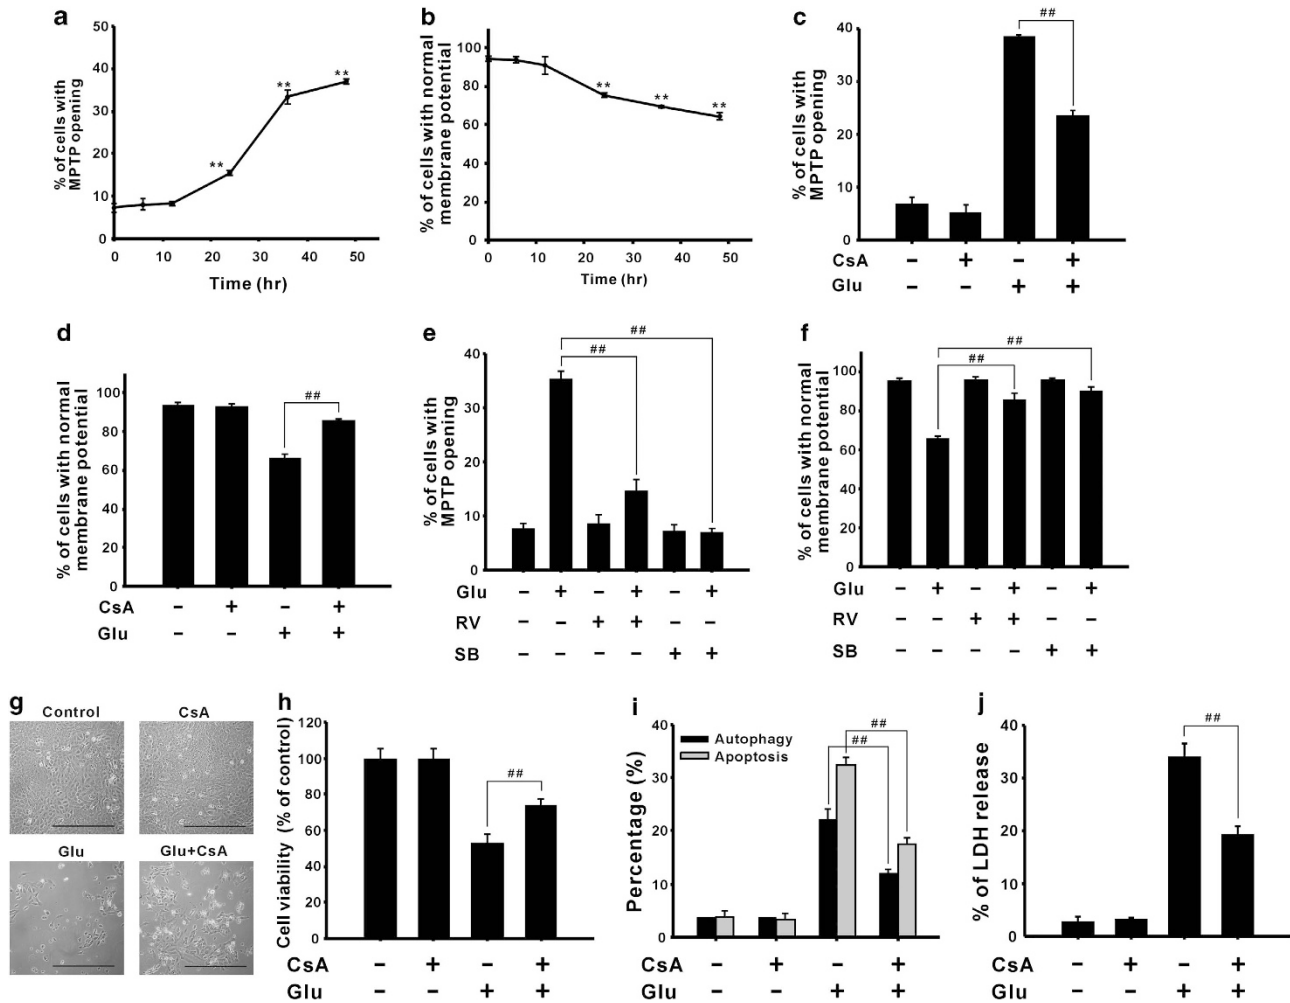 a
% of cells with
MPTP opening
50
40
30
20
10
0
**
**
**
0 10 20 30 40 50
Time (hr)
b
% of cells with normal
membrane potential
100
80
60
40
20
0
**
**
**
0 10 20 30 40 50
Time (hr)
c
% of cells with
MPTP opening
40
30
20
10
0
##
CsA − + − +
Glu − − + +
d
% of cells with normal
membrane potential
100
80
60
40
20
0
##
CsA − + − +
Glu − − + +
e
% of cells with
MPTP opening
40
30
20
10
0
##
##
Glu − + − + − +
RV − − + + − −
SB − − − − + +
f
% of cells with normal
membrane potential
100
80
60
40
20
0
##
##
Glu − + − + − +
RV − − + + − −
SB − − − − + +
g
Control CsA
Glu Glu+CsA
h
Cell viability (% of control)
120
100
80
60
40
20
0
##
CsA − + − +
Glu − − + +
i
Percentage (%)
40
30
20
10
0
Autophagy
Apoptosis
##
##
CsA − + − +
Glu − − + +
j
% of LDH release
40
30
20
10
0
##
CsA − + − +
Glu − − + +